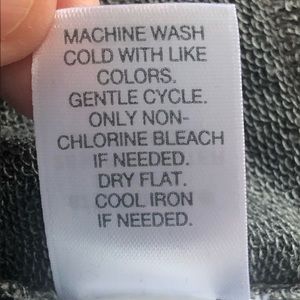 MACHINE WASH
COLD WITH LIKE
COLORS.
GENTLE CYCLE.
ONLY NON-
CHLORINE BLEACH
IF NEEDED.
DRY FLAT.
COOL IRON
IF NEEDED.